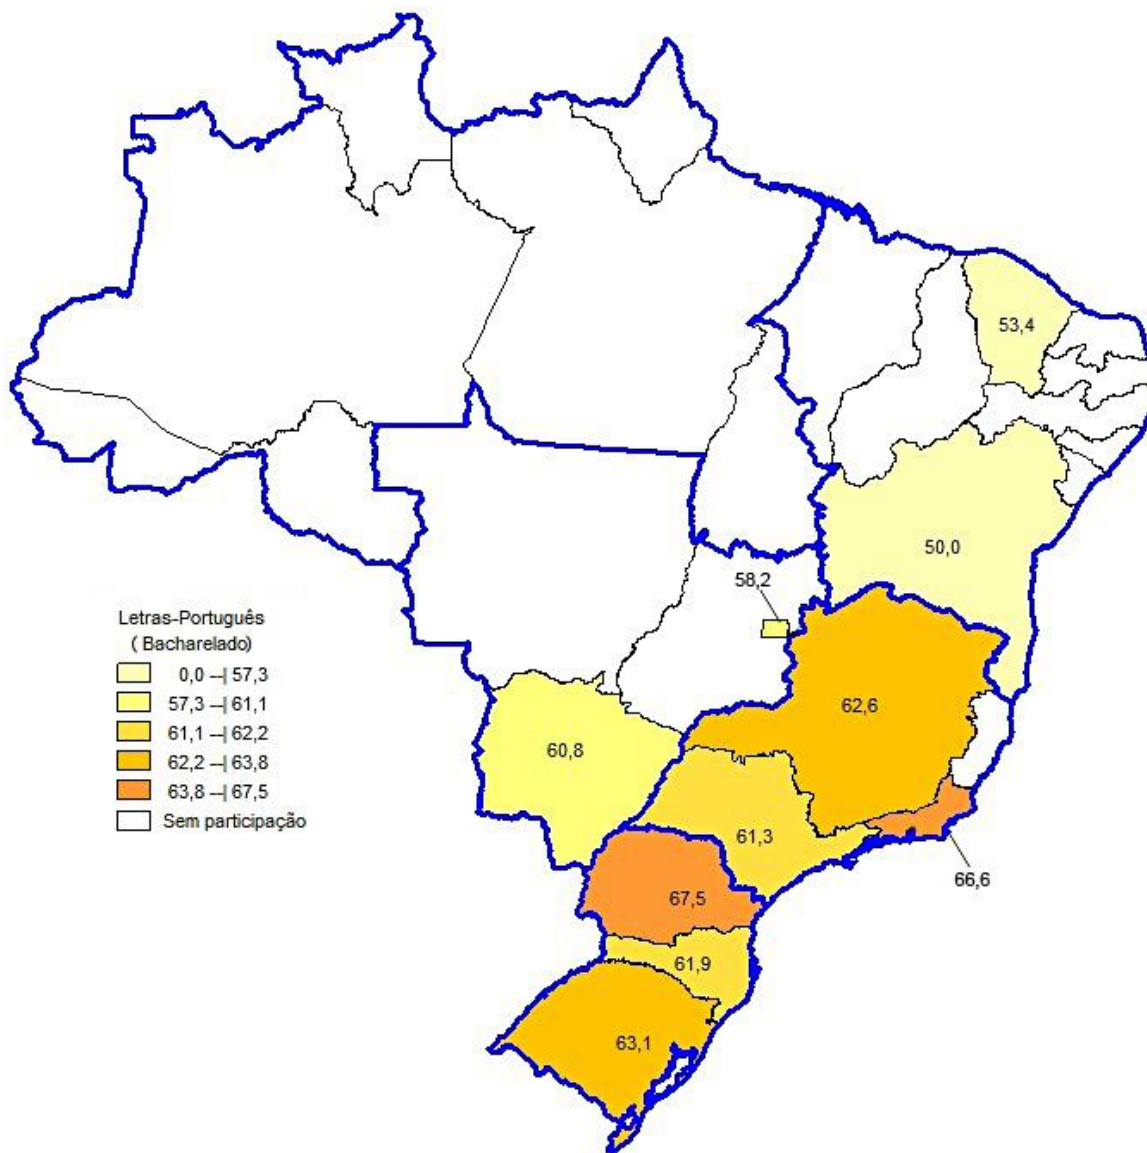 53,4
50,0
58,2
Letras-Português
( Bacharelado)
0,0 --| 57,3
57,3 --| 61,1
61,1 --| 62,2
62,2 --| 63,8
63,8 --| 67,5
Sem participação
62,6
60,8
61,3
66,6
67,5
61,9
63,1